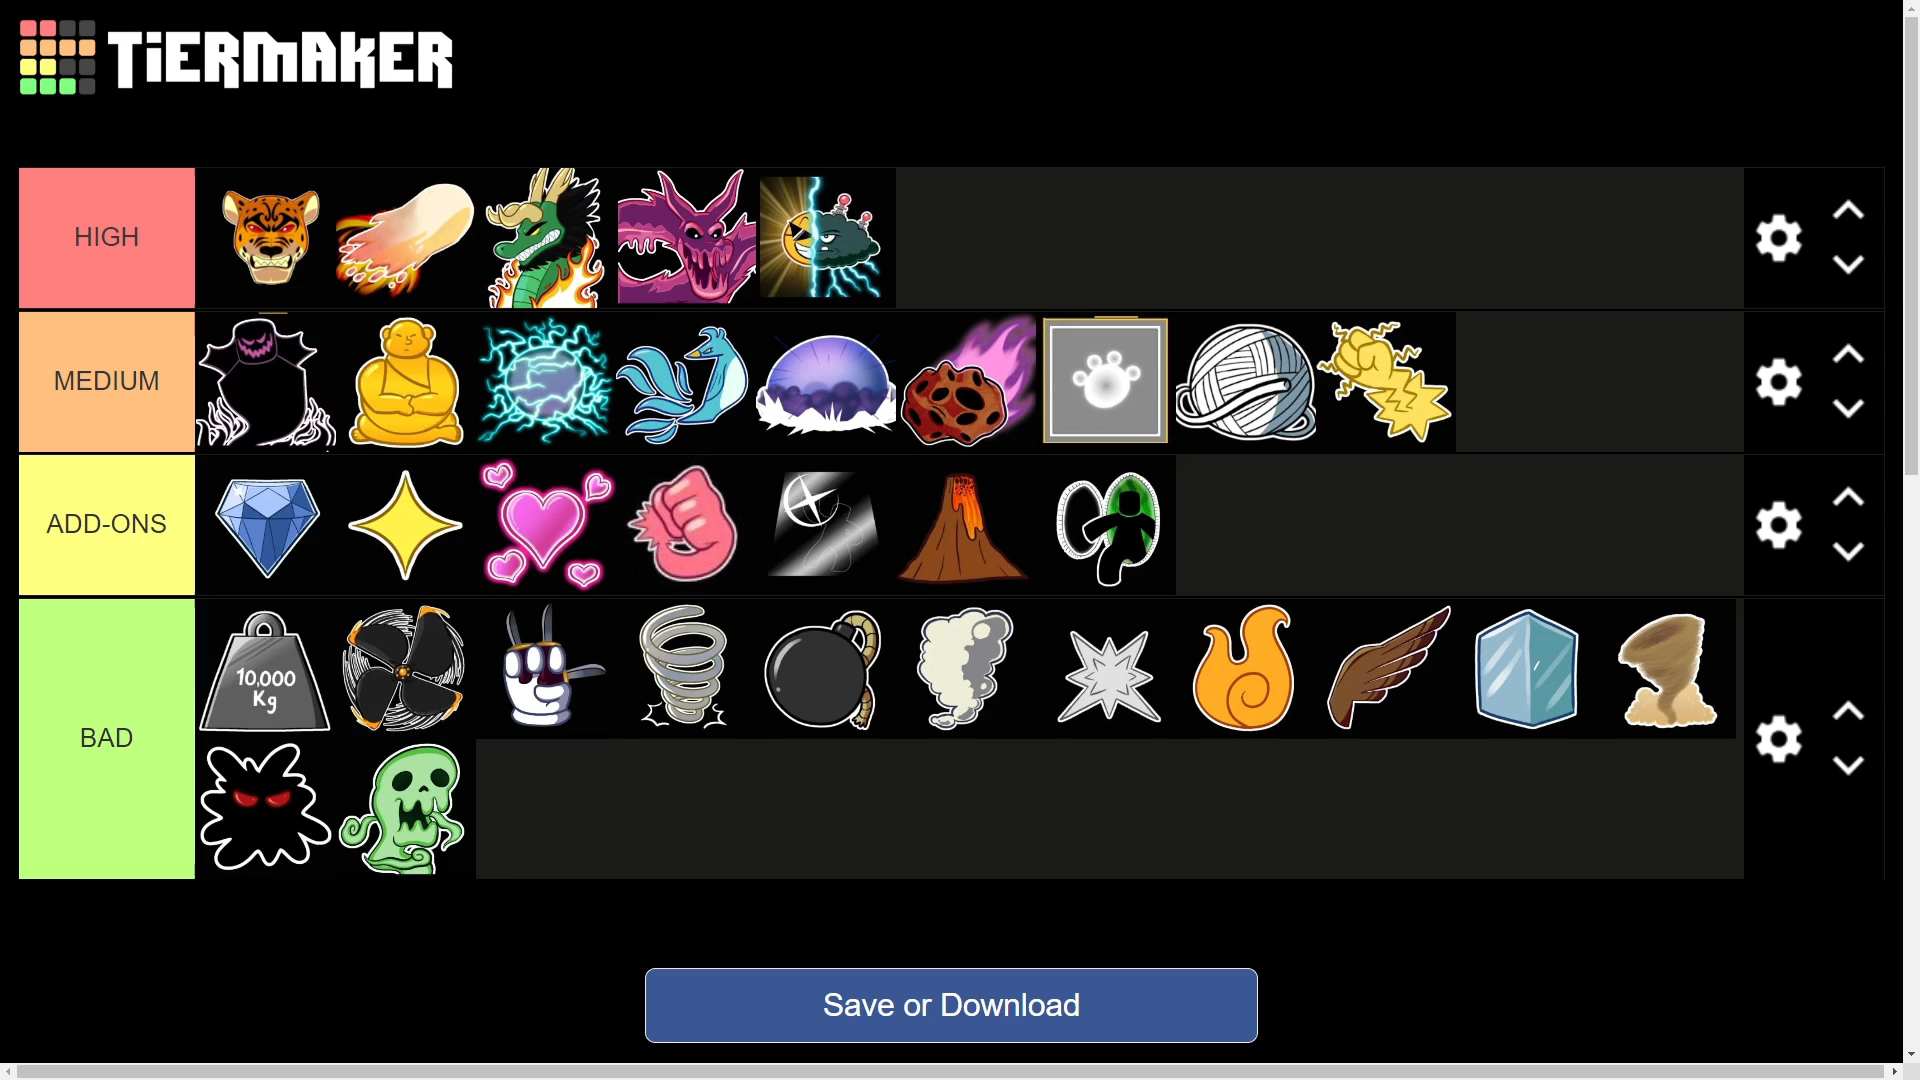 TiERMAKER
HIGH
MEDIUM
ADD-ONS
BAD
10,000
Kg
Save or Download